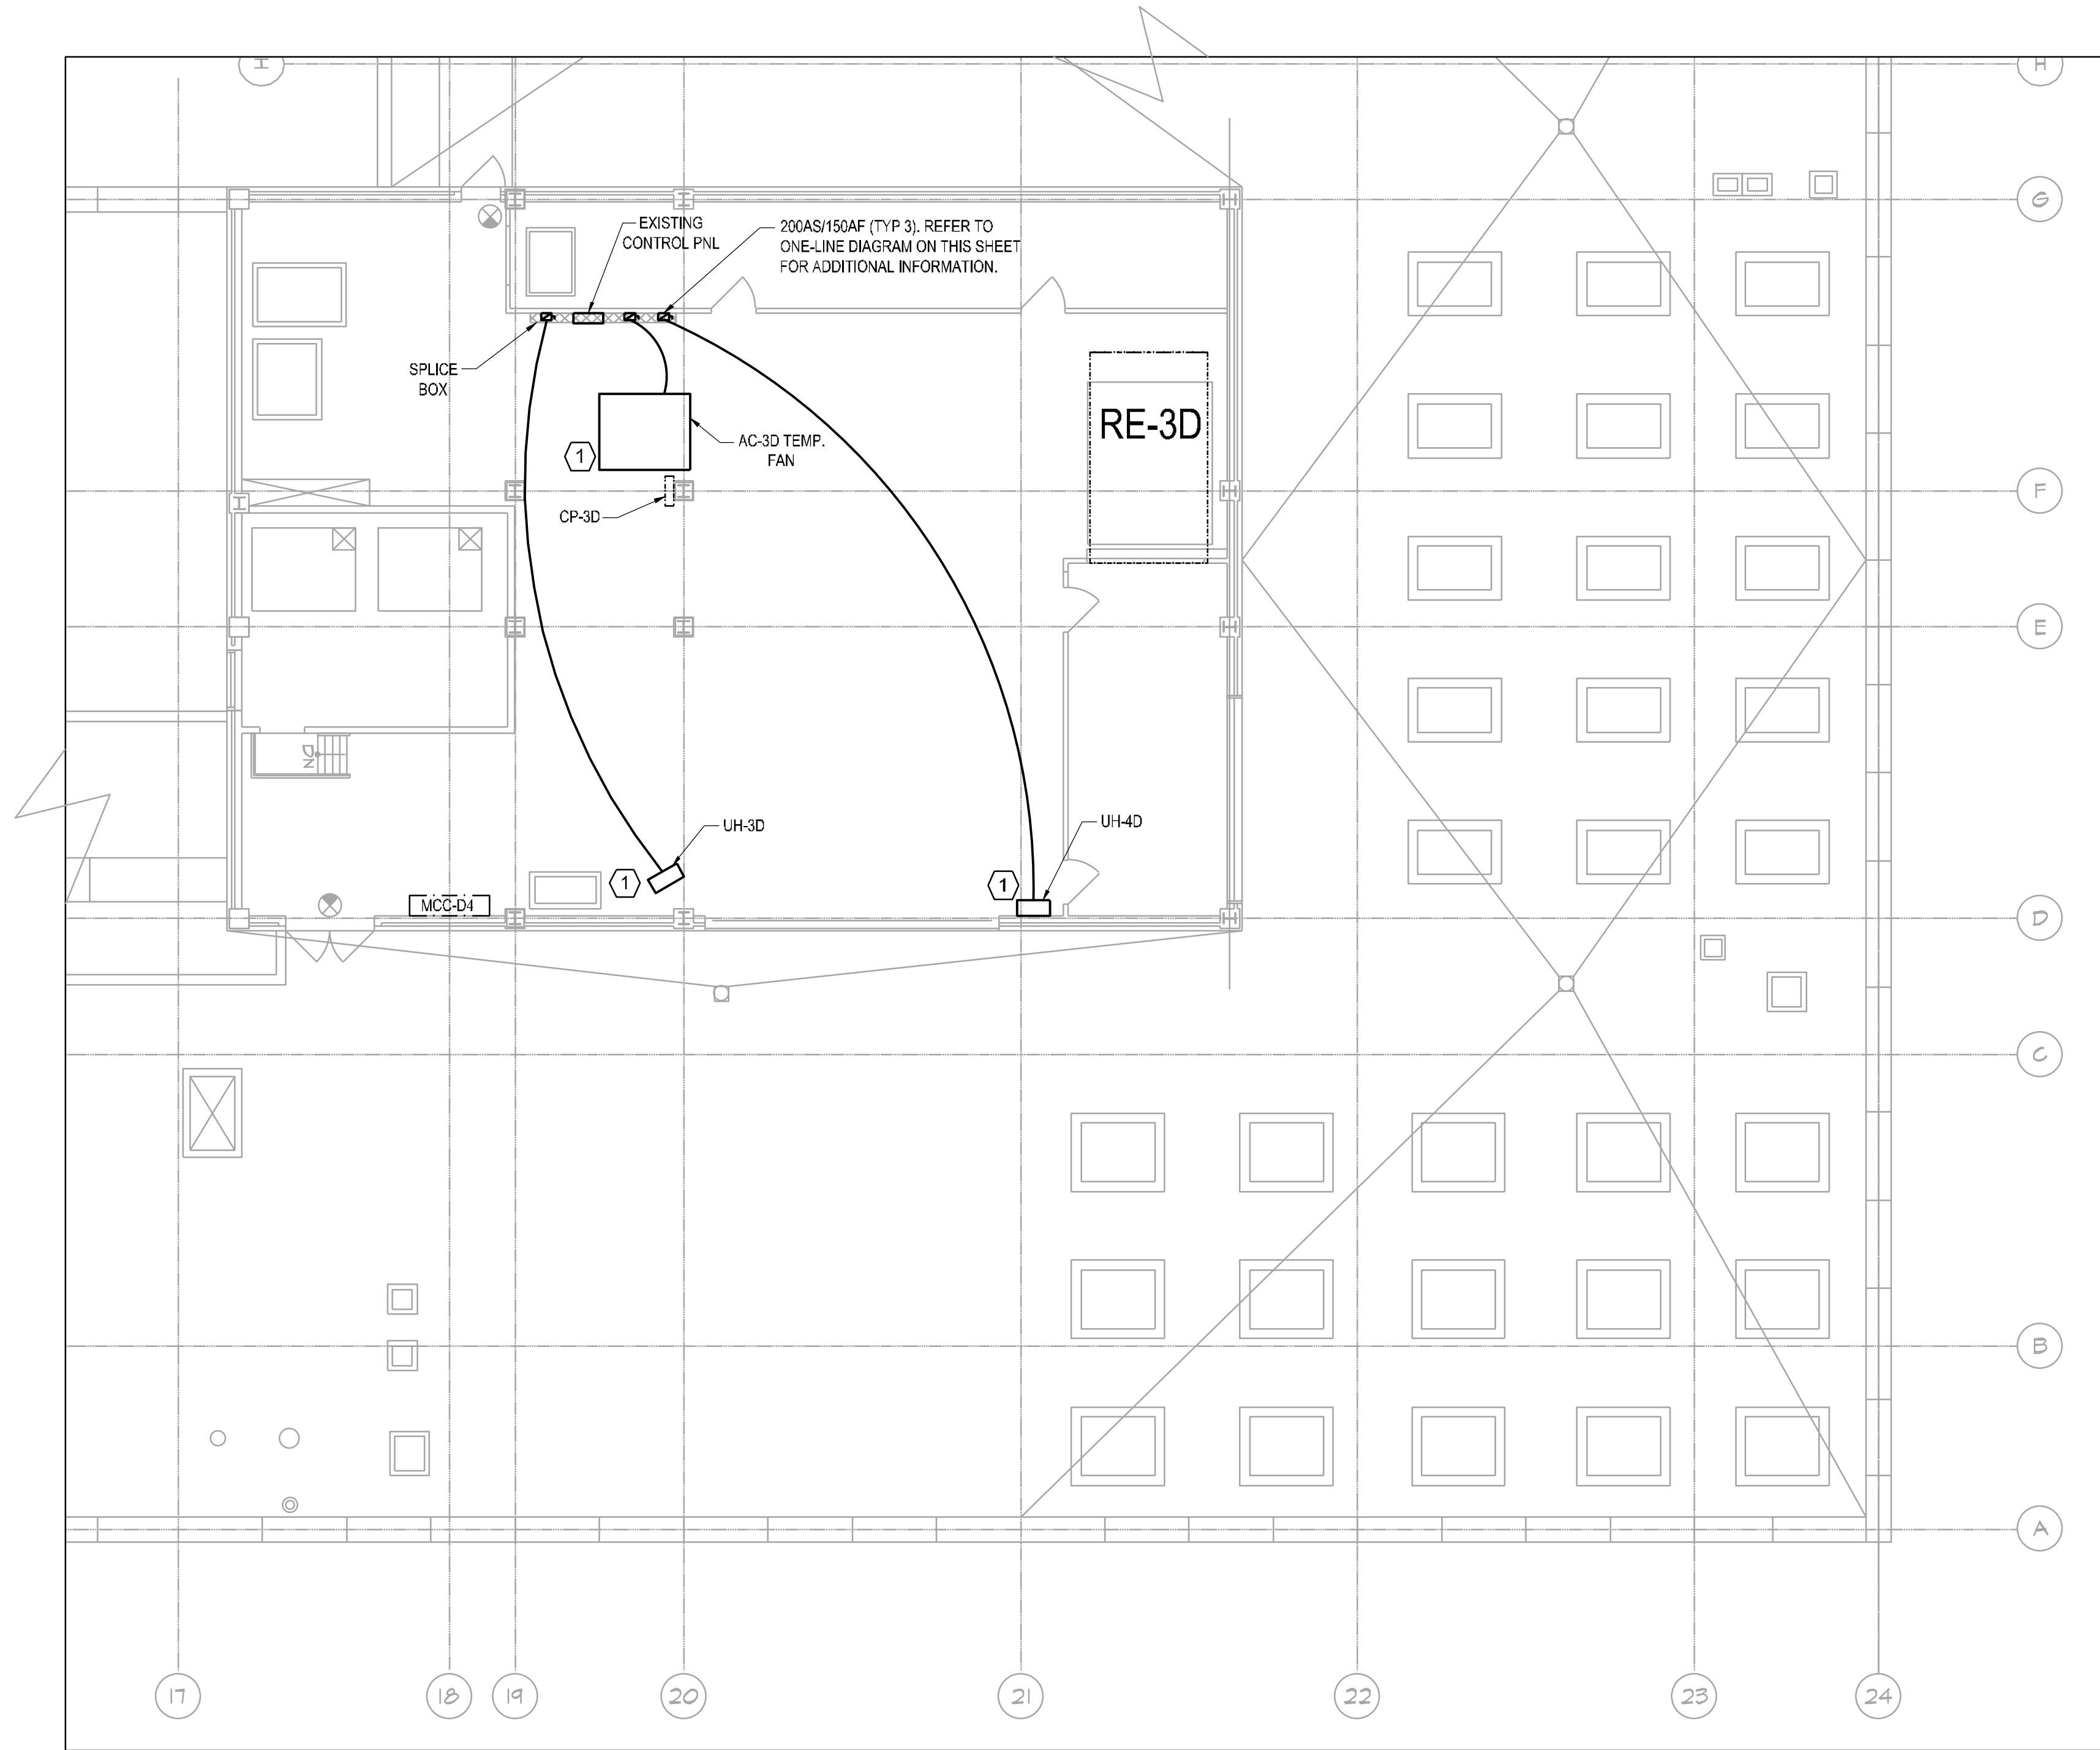 H
H
G
EXISTING
CONTROL PNL
200AS/150AF (TYP 3). REFER TO
ONE-LINE DIAGRAM ON THIS SHEET
FOR ADDITIONAL INFORMATION.
SPLICE
BOX
RE-3D
AC-3D TEMP.
FAN
1
F
CP-3D
E
DN
UH-3D
UH-4D
1
1
MCC-D4
D
C
B
A
17
18
19
20
21
22
23
24